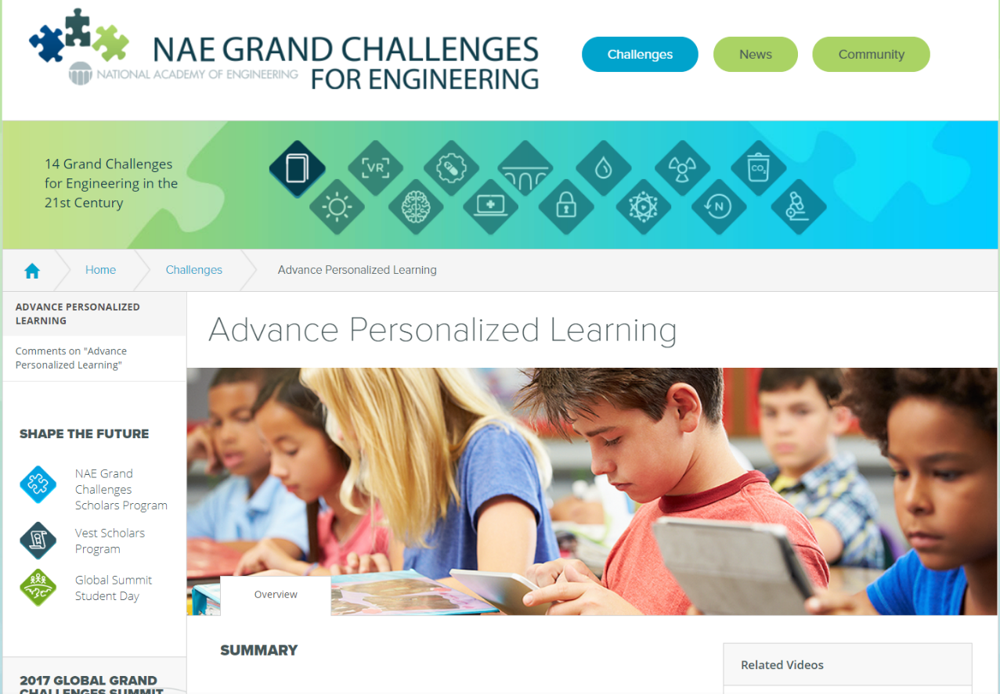 NAE GRAND CHALLENGES
FOR ENGINEERING
NATIONAL ACADEMY OF ENGINEERING
Challenges
News
Community
14 Grand Challenges
for Engineering in the
21st Century
VR
CO₂
N
Home
Challenges
Advance Personalized Learning
ADVANCE PERSONALIZED
LEARNING
Comments on "Advance
Personalized Learning"
SHAPE THE FUTURE
NAE Grand
Challenges
Scholars Program
Vest Scholars
Program
Global Summit
Student Day
2017 GLOBAL GRAND
CHALLENGES SUMMIT
Advance Personalized Learning
Overview
SUMMARY
Related Videos